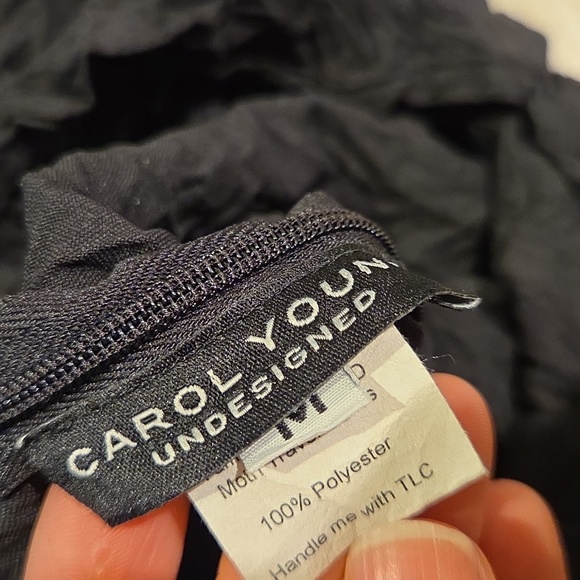 CAROL YOUN
UNDESIGNED
M
D
s
100% Polyester
Handle me with TLC